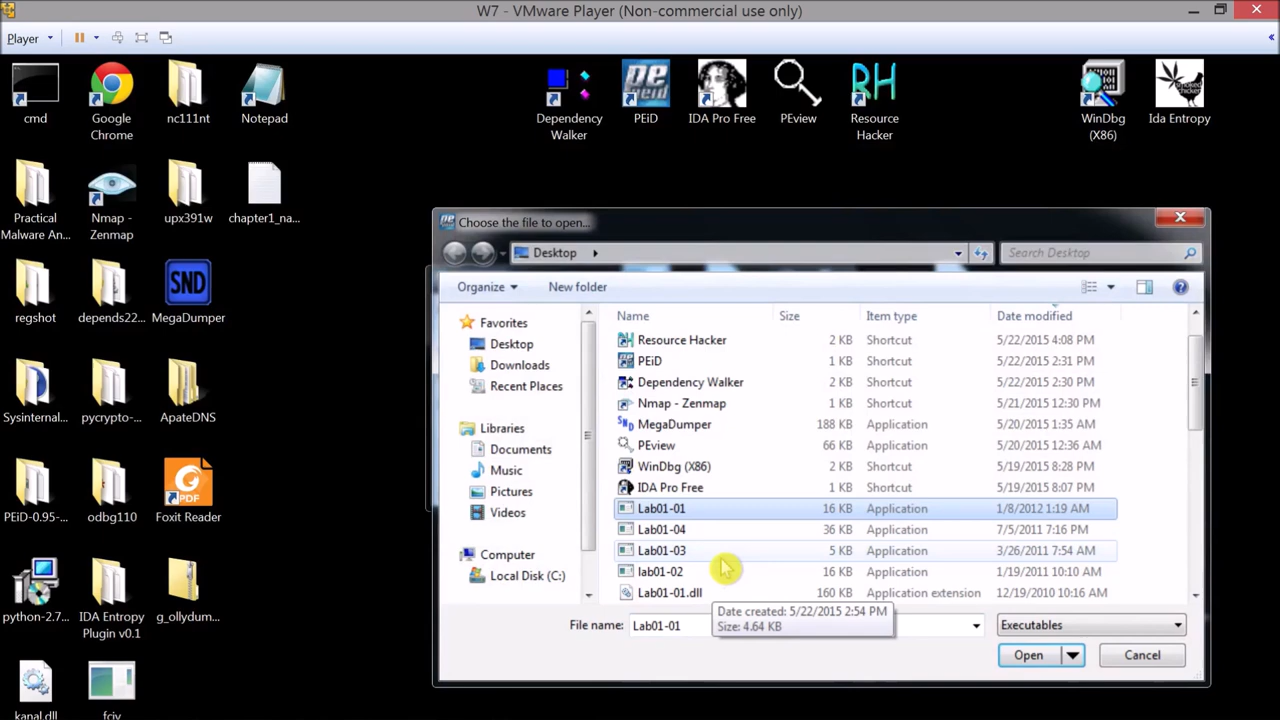 W7 - VMware Player (Non-commercial use only)
Player
cmd
Google Chrome
nc111nt
Notepad
Dependency Walker
PEiD
IDA Pro Free
PEview
Resource Hacker
WinDbg (X86)
Ida Entropy
Practical Malware An...
Nmap - Zenmap
upx391w
chapter1_na...
regshot
depends22...
SND
MegaDumper
Sysinternal...
pycrypto-...
ApateDNS
PEiD-0.95-...
odbg110
PDF
Foxit Reader
python-2.7...
IDA Entropy Plugin v0.1
g_ollydum...
kanal.dll
fciv
Choose the file to open...
Desktop
Search Desktop
Organize
New folder
Favorites
Desktop
Downloads
Recent Places
Libraries
Documents
Music
Pictures
Videos
Computer
Local Disk (C:)
Name Size Item type Date modified
Resource Hacker 2 KB Shortcut 5/22/2015 4:08 PM
PEiD 1 KB Shortcut 5/22/2015 2:31 PM
Dependency Walker 2 KB Shortcut 5/22/2015 2:30 PM
Nmap - Zenmap 1 KB Shortcut 5/21/2015 12:30 PM
MegaDumper 188 KB Application 5/20/2015 1:35 AM
PEview 66 KB Application 5/20/2015 12:36 AM
WinDbg (X86) 2 KB Shortcut 5/19/2015 8:28 PM
IDA Pro Free 1 KB Shortcut 5/19/2015 8:07 PM
Lab01-01 16 KB Application 1/8/2012 1:19 AM
Lab01-04 36 KB Application 7/5/2011 7:16 PM
Lab01-03 5 KB Application 3/26/2011 7:54 AM
lab01-02 16 KB Application 1/19/2011 10:10 AM
Lab01-01.dll 160 KB Application extension 12/19/2010 10:16 AM
Date created: 5/22/2015 2:54 PM
Size: 4.64 KB
File name: Lab01-01
Executables
Open
Cancel